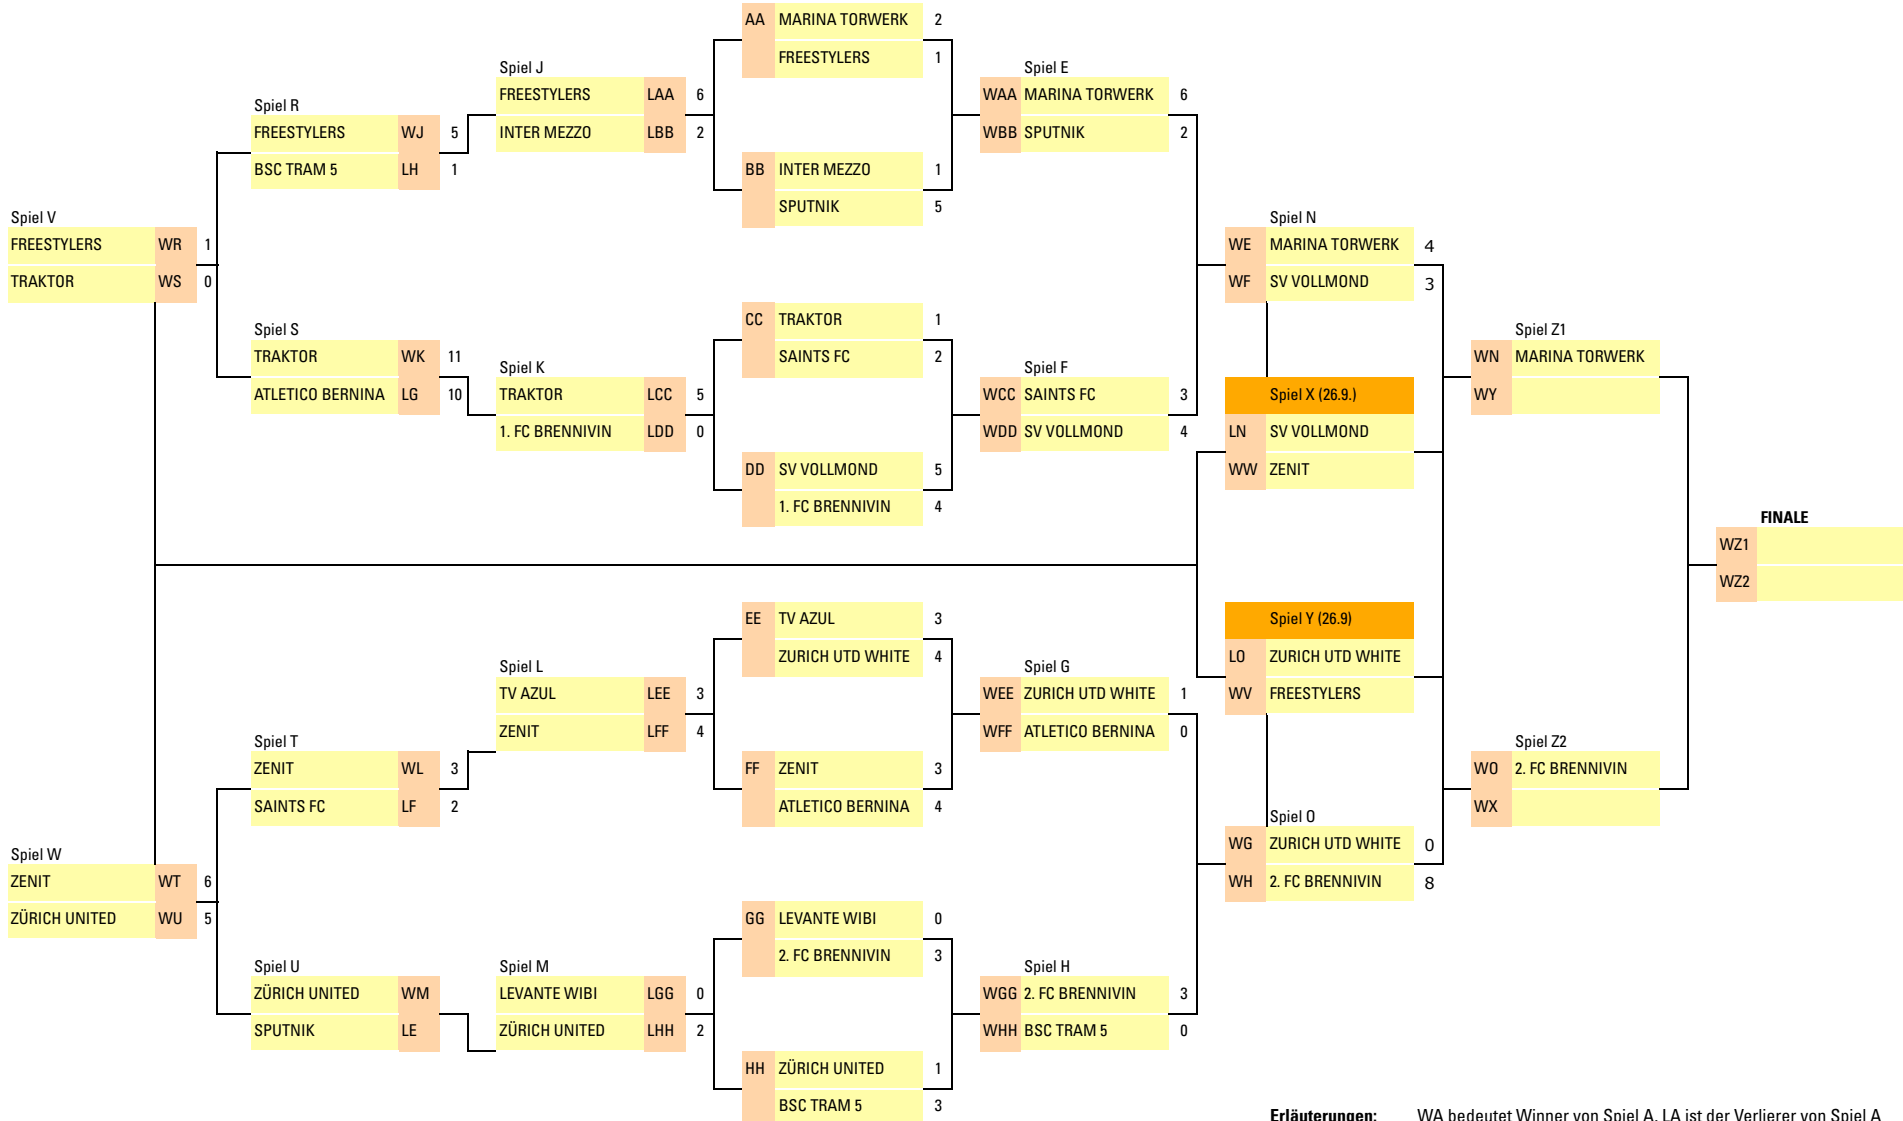 AA MARINA TORWERK 2
FREESTYLERS 1
Spiel J
FREESTYLERS LAA 6
INTER MEZZO LBB 2
Spiel E
WAA MARINA TORWERK 6
WBB SPUTNIK 2
Spiel R
FREESTYLERS WJ 5
BSC TRAM 5 LH 1
BB INTER MEZZO 1
SPUTNIK 5
Spiel V
FREESTYLERS WR 1
TRAKTOR WS 0
Spiel N
WE MARINA TORWERK 4
WF SV VOLLMOND 3
CC TRAKTOR 1
SAINTS FC 2
Spiel S
TRAKTOR WK 11
ATLETICO BERNINA LG 10
Spiel K
TRAKTOR LCC 5
1. FC BRENNIVIN LDD 0
Spiel F
WCC SAINTS FC 3
WDD SV VOLLMOND 4
Spiel Z1
WN MARINA TORWERK
WY
Spiel X (26.9.)
LN SV VOLLMOND
WW ZENIT
DD SV VOLLMOND 5
1. FC BRENNIVIN 4
FINALE
WZ1
WZ2
EE TV AZUL 3
ZURICH UTD WHITE 4
Spiel Y (26.9)
LO ZURICH UTD WHITE
WV FREESTYLERS
Spiel L
TV AZUL LEE 3
ZENIT LFF 4
Spiel G
WEE ZURICH UTD WHITE 1
WFF ATLETICO BERNINA 0
Spiel T
ZENIT WL 3
SAINTS FC LF 2
FF ZENIT 3
ATLETICO BERNINA 4
Spiel Z2
WO 2. FC BRENNIVIN
WX
Spiel O
WG ZURICH UTD WHITE 0
WH 2. FC BRENNIVIN 8
Spiel W
ZENIT WT 6
ZÜRICH UNITED WU 5
GG LEVANTE WIBI 0
2. FC BRENNIVIN 3
Spiel U
ZÜRICH UNITED WM
SPUTNIK LE
Spiel M
LEVANTE WIBI LGG 0
ZÜRICH UNITED LHH 2
Spiel H
WGG 2. FC BRENNIVIN 3
WHH BSC TRAM 5 0
HH ZÜRICH UNITED 1
BSC TRAM 5 3
Erläuterungen: WA bedeutet Winner von Spiel A, LA ist der Verlierer von Spiel A